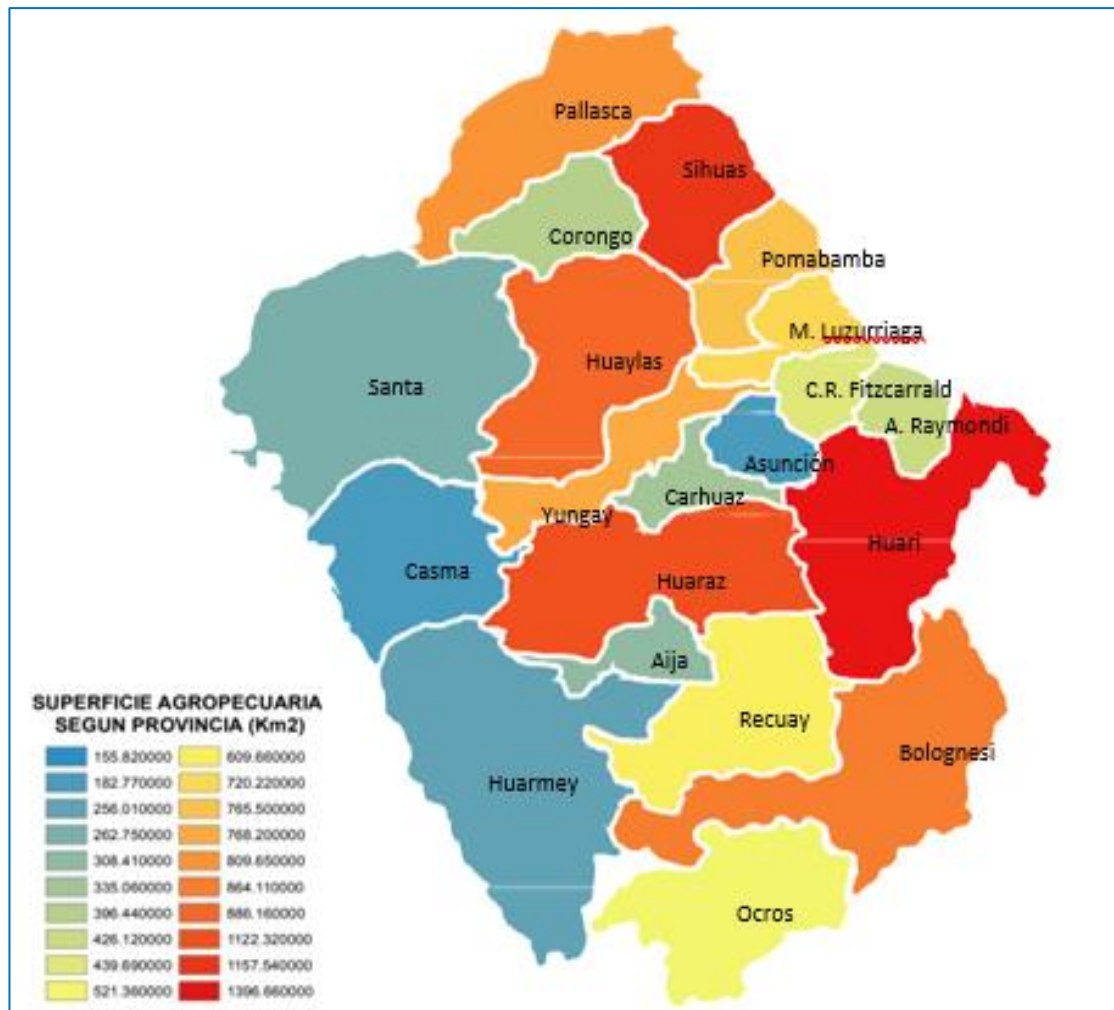 Pallasca
Sihuas
Corongo
Pomabamba
M. Luzurriaga
Huaylas
Santa
C.R. Fitzcarrald
A. Raymondi
Asunción
Carhuaz
Yungay
Huari
Casma
Huaraz
Aija
Recuay
Bolognesi
Huarmey
Ocros
SUPERFICIE AGROPECUARIA
SEGUN PROVINCIA (Km2)
155.820000 609.660000
182.770000 720.220000
256.010000 765.500000
262.750000 768.200000
308.410000 809.650000
335.060000 864.110000
396.440000 886.160000
426.120000 1122.320000
439.690000 1157.540000
521.360000 1396.660000